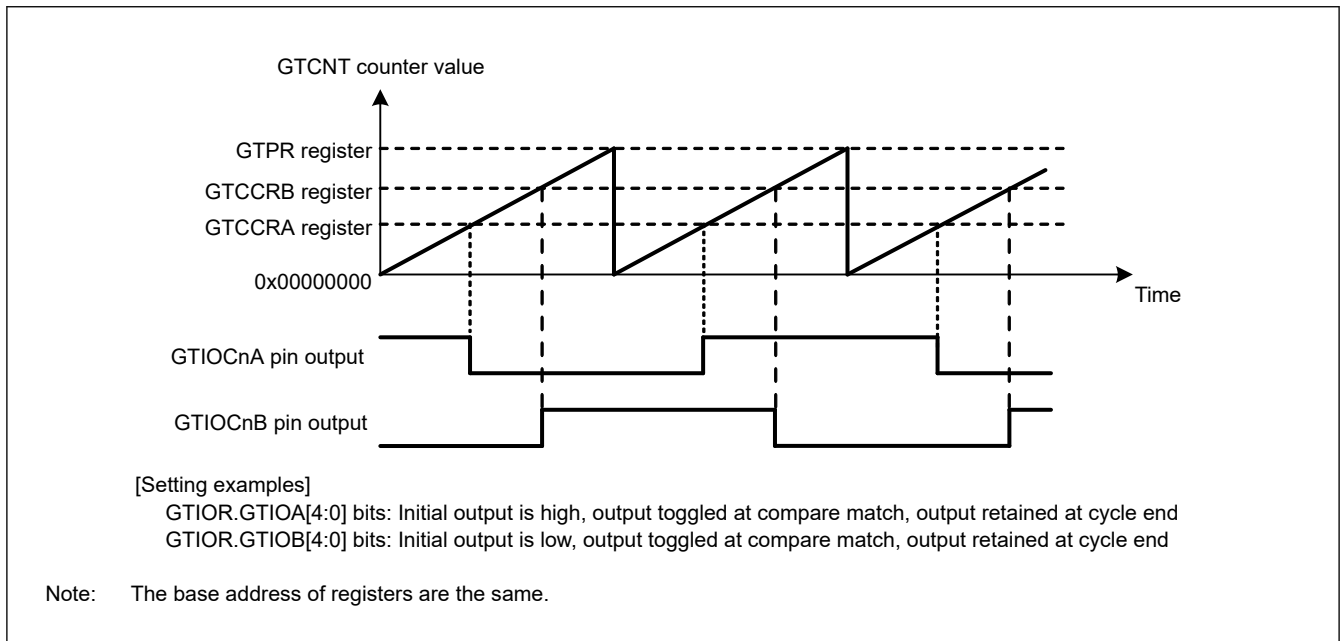 GTCNT counter value
GTPR register
GTCCRB register
GTCCRA register
0x00000000
Time
GTIOCnA pin output
GTIOCnB pin output
[Setting examples]
GTIOR.GTIOA[4:0] bits: Initial output is high, output toggled at compare match, output retained at cycle end
GTIOR.GTIOB[4:0] bits: Initial output is low, output toggled at compare match, output retained at cycle end
Note: The base address of registers are the same.